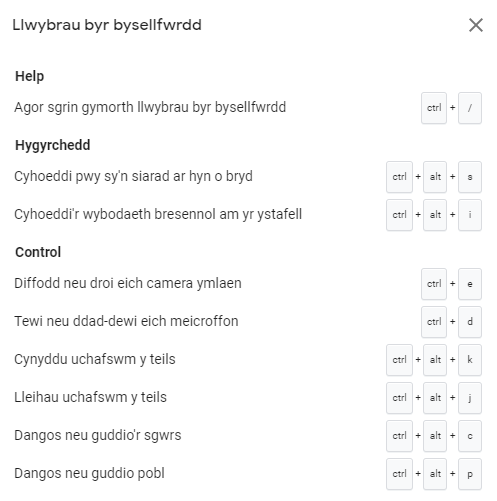 Llwybrau byr bysellfwrdd
Help
Agor sgrin gymorth llwybrau byr bysellfwrdd ctrl + /
Hygyrchedd
Cyhoeddi pwy sy'n siarad ar hyn o bryd ctrl + alt + s
Cyhoeddi'r wybodaeth bresennol am yr ystafell ctrl + alt + i
Control
Diffodd neu droi eich camera ymlaen ctrl + e
Tewi neu ddad-dewi eich meicroffon ctrl + d
Cynyddu uchafswm y teils ctrl + alt + k
Lleihau uchafswm y teils ctrl + alt + j
Dangos neu guddio'r sgwrs ctrl + alt + c
Dangos neu guddio pobl ctrl + alt + p